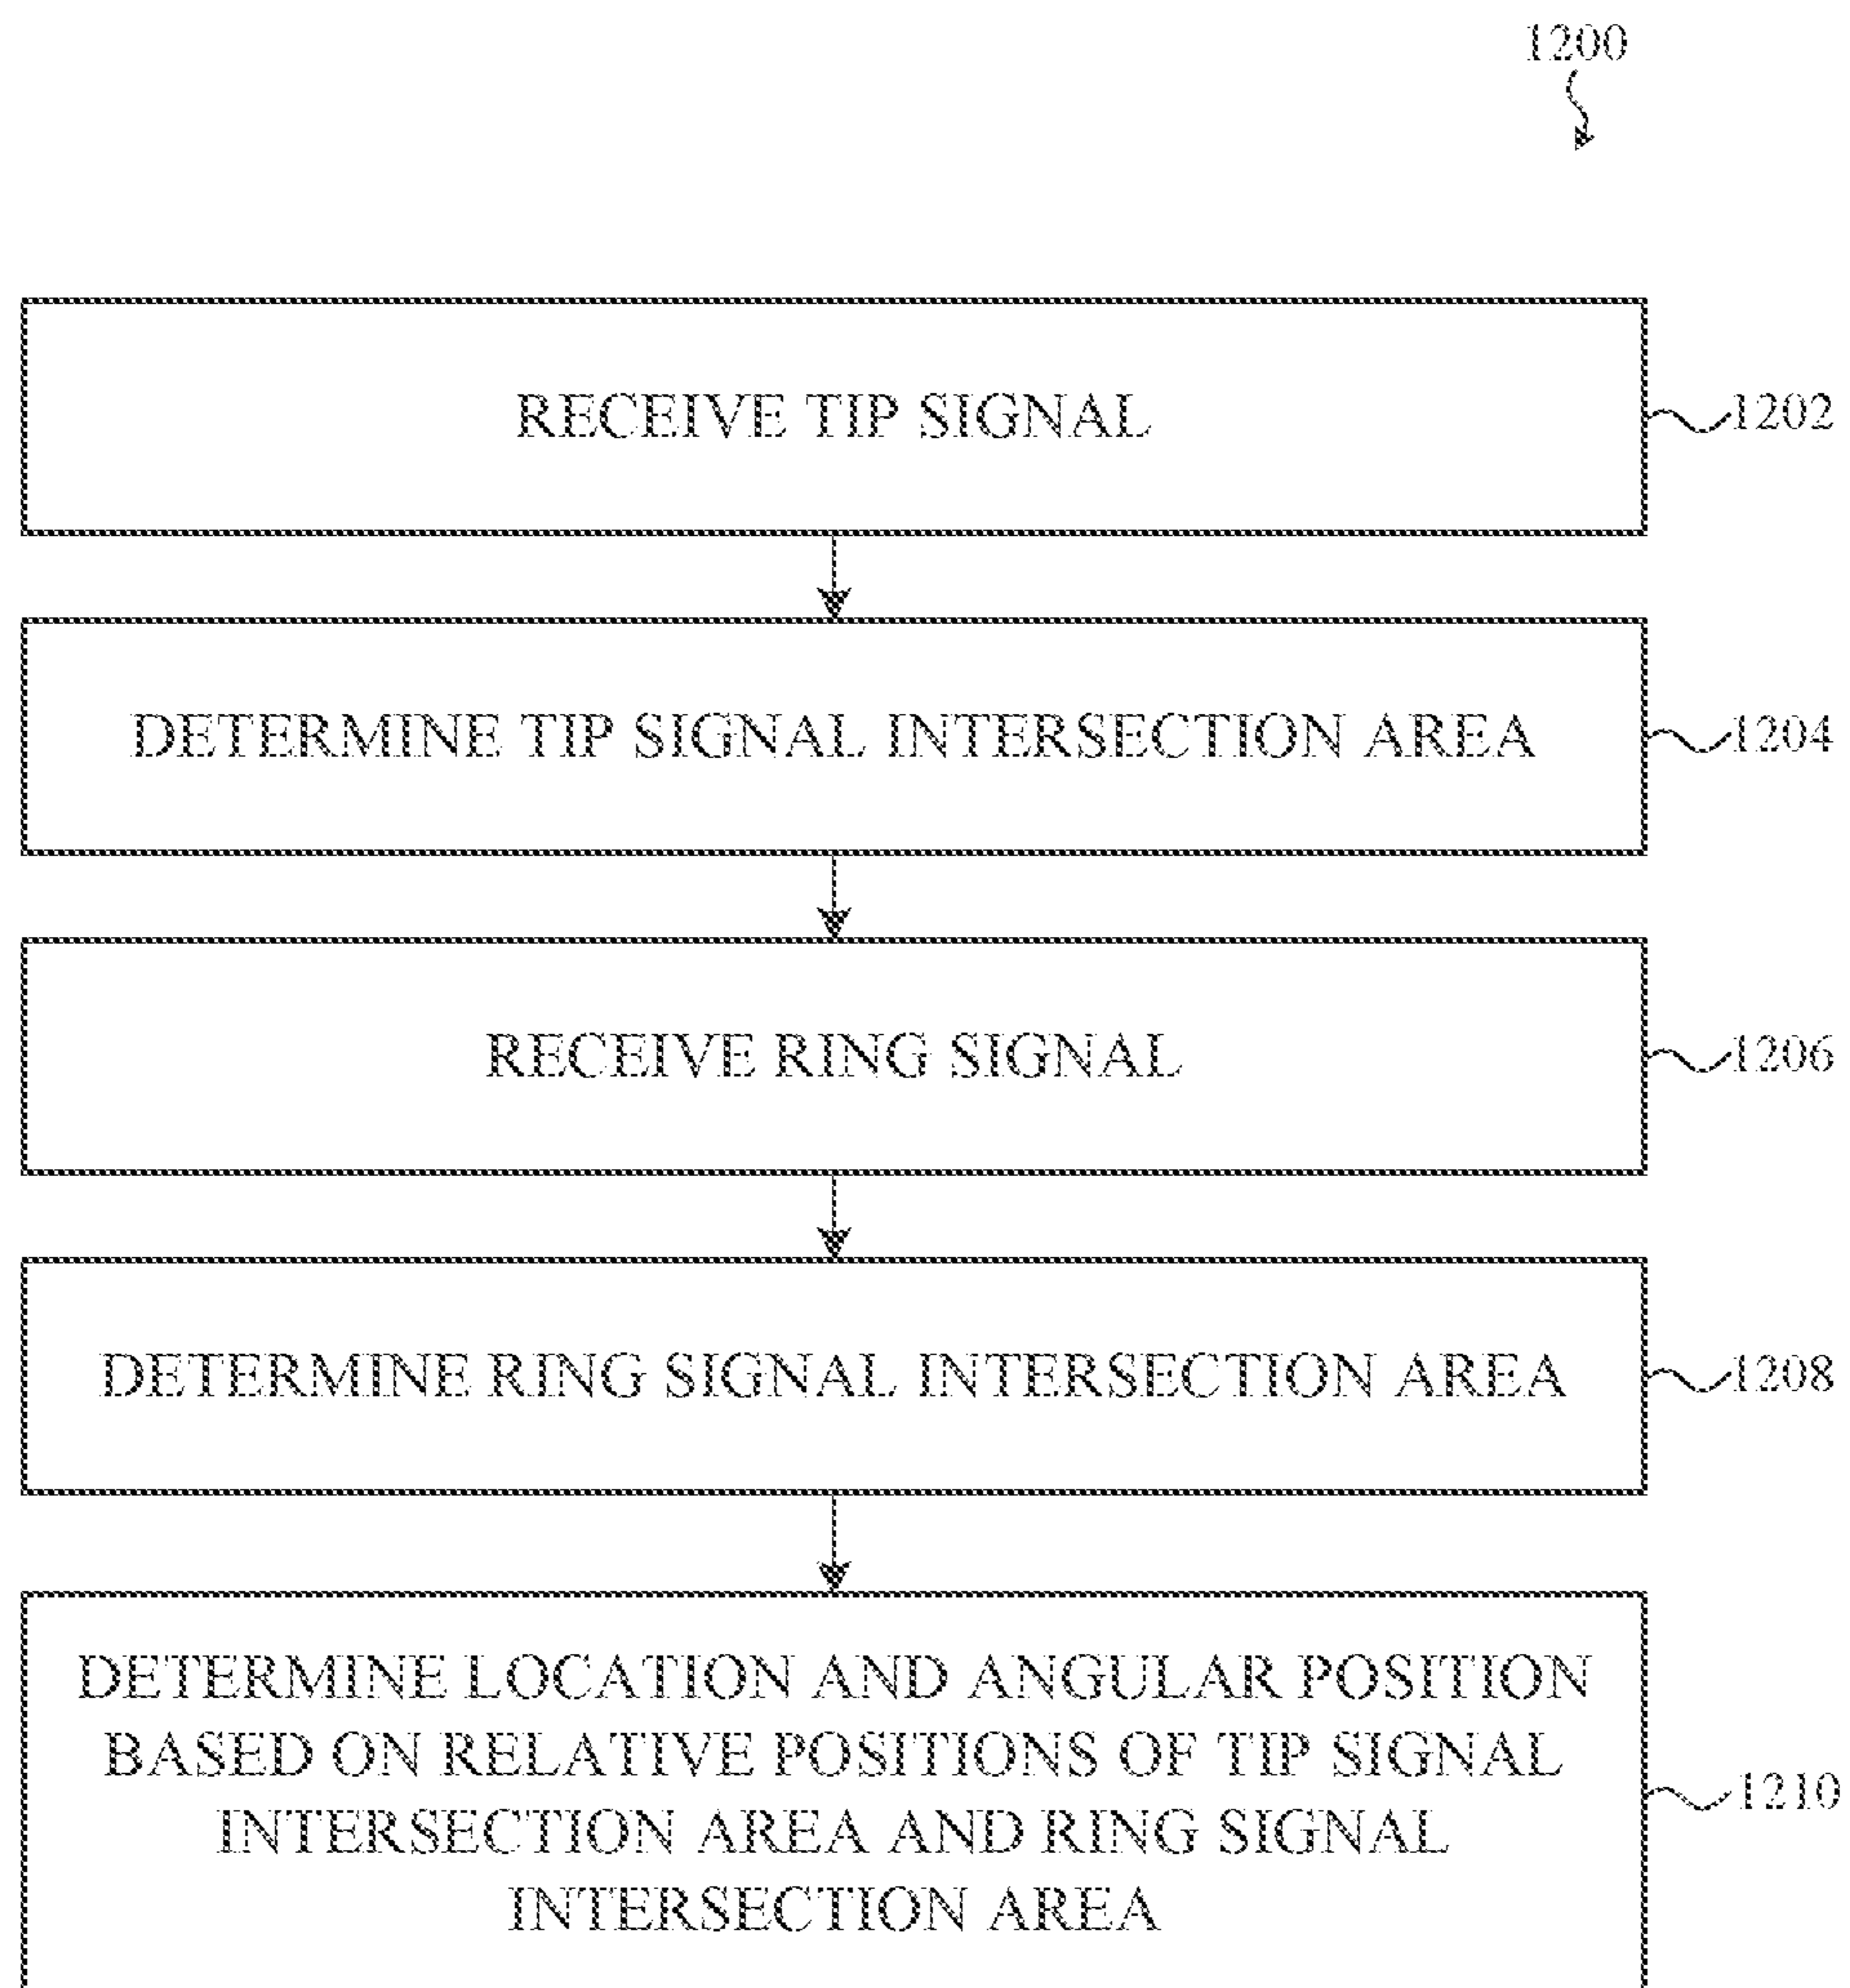 1200
RECEIVE TIP SIGNAL
1202
DETERMINE TIP SIGNAL INTERSECTION AREA
1204
RECEIVE RING SIGNAL
1206
DETERMINE RING SIGNAL INTERSECTION AREA
1208
DETERMINE LOCATION AND ANGULAR POSITION
BASED ON RELATIVE POSITIONS OF TIP SIGNAL
INTERSECTION AREA AND RING SIGNAL
INTERSECTION AREA
1210